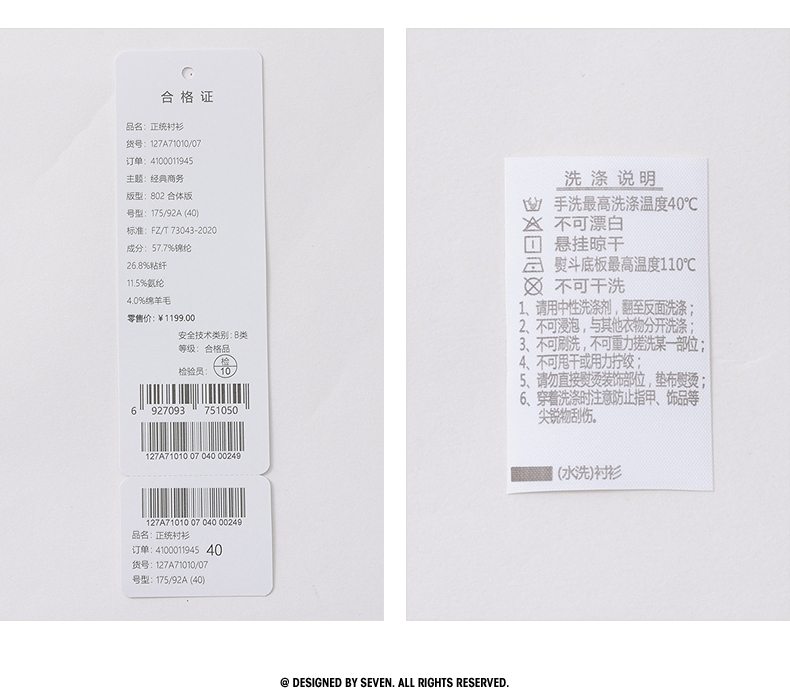 合格证
品名：正统衬衫
货号：127A71010/07
订单：4100011945
主题：经典商务
版型：802 合体版
号型：175/92A (40)
标准：FZ/T 73043-2020
成分：57.7%锦纶
26.8%粘纤
11.5%氨纶
4.0%绵羊毛
零售价：￥1199.00
安全技术类别：B类
等级：合格品
检验员：检10
6 927093 751050
127A71010 07 040 00249
127A71010 07 040 00249
品名：正统衬衫
订单：4100011945 40
货号：127A71010/07
号型：175/92A (40)
洗涤说明
手洗最高洗涤温度40℃
不可漂白
悬挂晾干
熨斗底板最高温度110℃
不可干洗
1、请用中性洗涤剂，翻至反面洗涤；
2、不可浸泡，与其他衣物分开洗涤；
3、不可刷洗，不可重力搓洗某一部位；
4、不可甩干或用力拧绞；
5、请勿直接熨烫装饰部位，垫布熨烫；
6、穿着洗涤时注意防止指甲、饰品等
尖锐物刮伤。
(水洗)衬衫
@ DESIGNED BY SEVEN. ALL RIGHTS RESERVED.